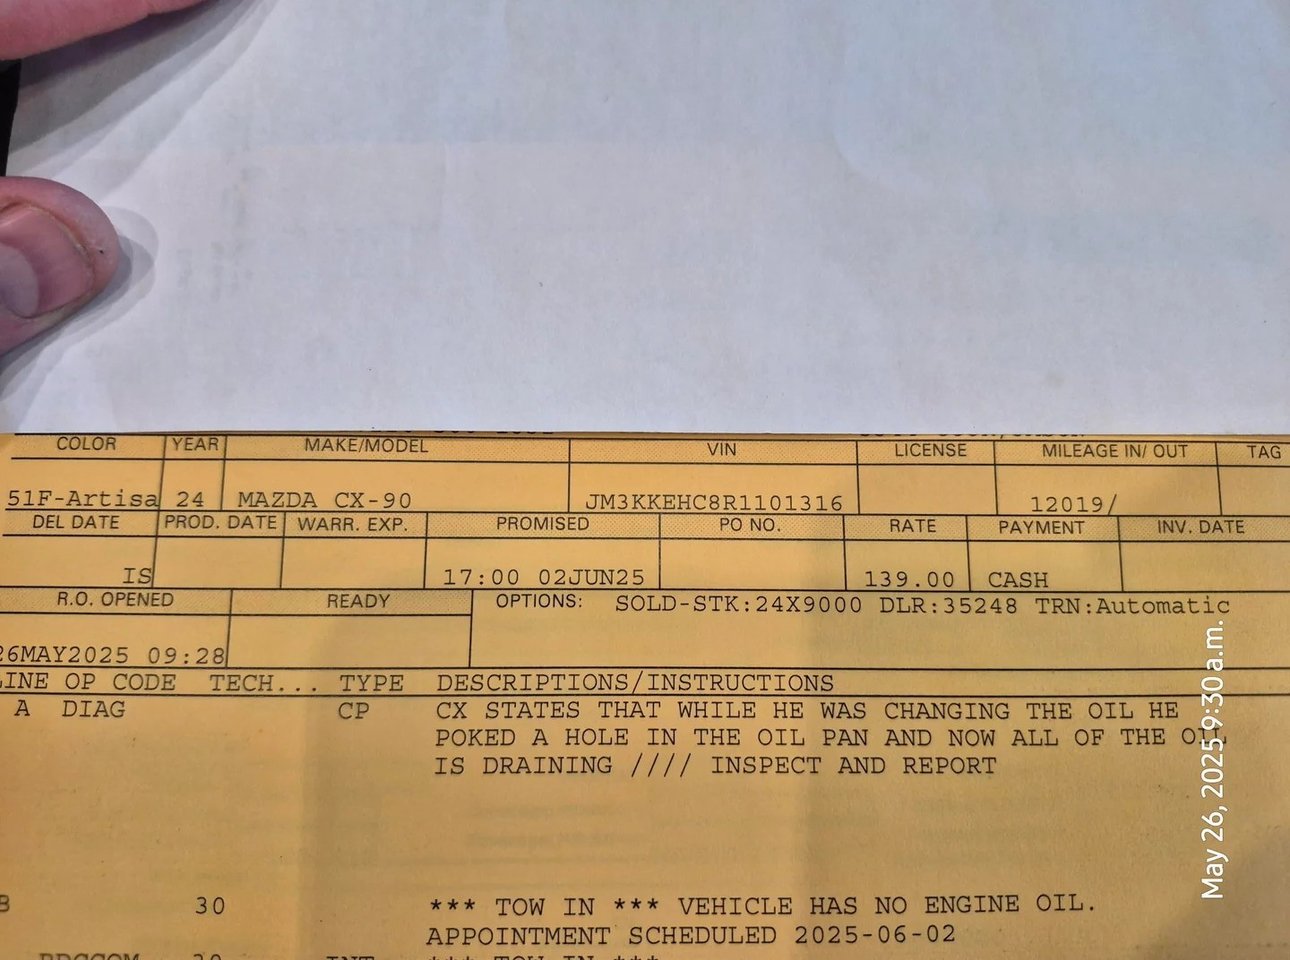 COLOR YEAR MAKE/MODEL VIN LICENSE MILEAGE IN/ OUT TAG
51F-Artisa 24 MAZDA CX-90 JM3KKEHC8R1101316 12019/
DEL DATE PROD. DATE WARR. EXP. PROMISED PO NO. RATE PAYMENT INV. DATE
IS 17:00 02JUN25 139.00 CASH
R.O. OPENED READY OPTIONS: SOLD-STK:24X9000 DLR:35248 TRN:Automatic
26MAY2025 09:28
LINE OP CODE TECH... TYPE DESCRIPTIONS/INSTRUCTIONS
A DIAG CP CX STATES THAT WHILE HE WAS CHANGING THE OIL HE
POKED A HOLE IN THE OIL PAN AND NOW ALL OF THE OIL
IS DRAINING //// INSPECT AND REPORT
B 30 *** TOW IN *** VEHICLE HAS NO ENGINE OIL.
APPOINTMENT SCHEDULED 2025-06-02
30 INT *** TOW IN ***
May 26, 2025 9:30 a.m.